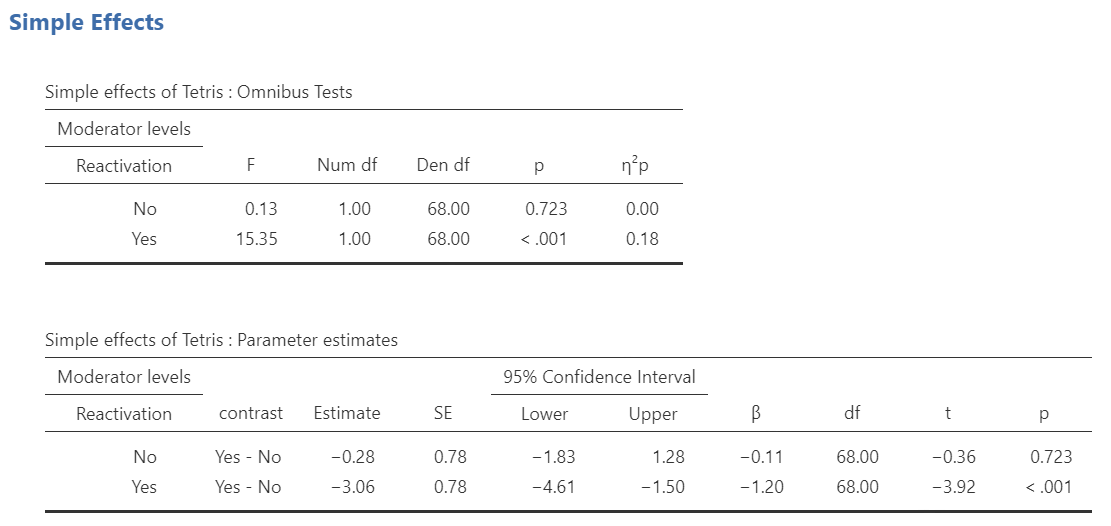 Simple Effects
Simple effects of Tetris : Omnibus Tests
Moderator levels
Reactivation F Num df Den df p η²p
No 0.13 1.00 68.00 0.723 0.00
Yes 15.35 1.00 68.00 < .001 0.18
Simple effects of Tetris : Parameter estimates
Moderator levels 95% Confidence Interval
Reactivation contrast Estimate SE Lower Upper β df t p
No Yes - No −0.28 0.78 −1.83 1.28 −0.11 68.00 −0.36 0.723
Yes Yes - No −3.06 0.78 −4.61 −1.50 −1.20 68.00 −3.92 < .001